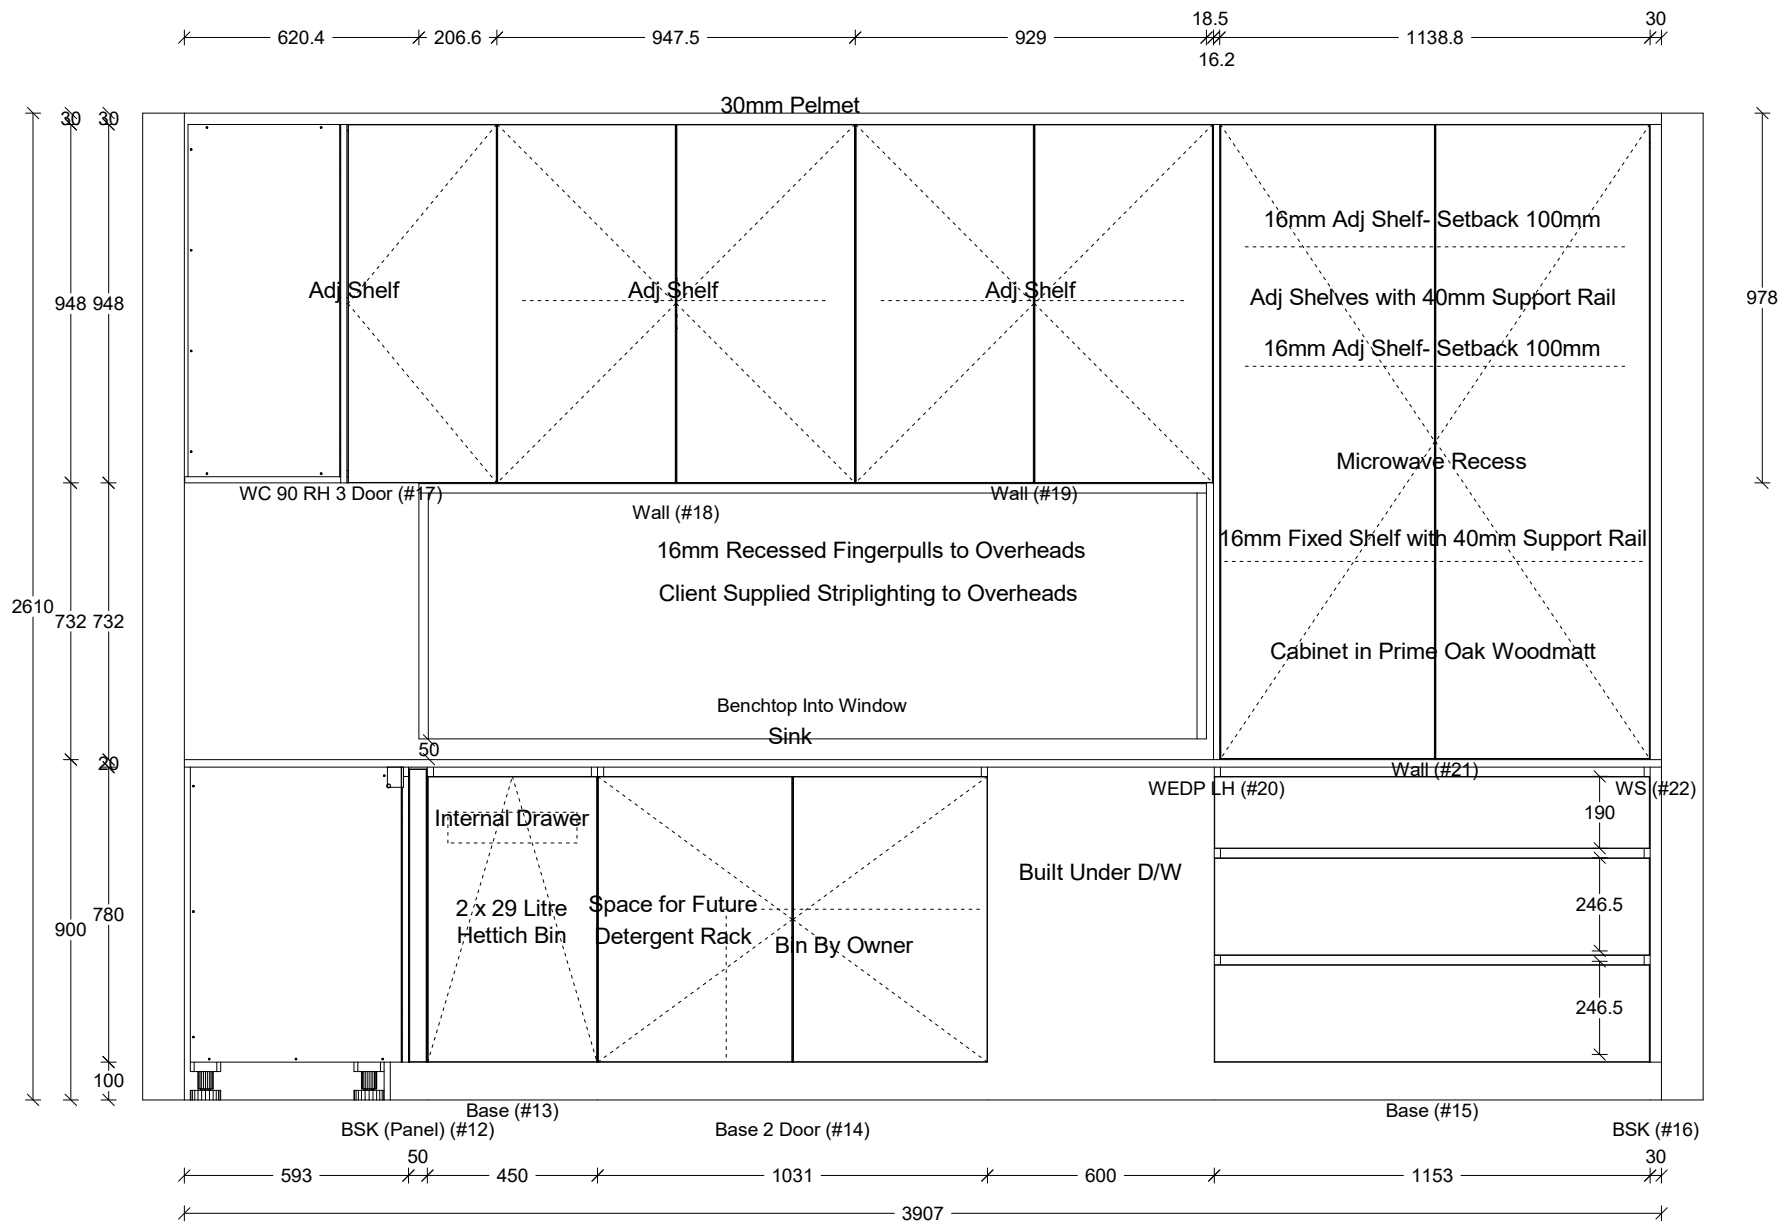 18.5
30
620.4
206.6
947.5
929
1138.8
16.2
30mm Pelmet
30
30
16mm Adj Shelf- Setback 100mm
Adj Shelf
Adj Shelf
Adj Shelf
Adj Shelves with 40mm Support Rail
948
948
978
16mm Adj Shelf- Setback 100mm
Microwave Recess
WC 90 RH 3 Door (#17)
Wall (#19)
Wall (#18)
16mm Fixed Shelf with 40mm Support Rail
16mm Recessed Fingerpulls to Overheads
Client Supplied Striplighting to Overheads
2610
732
732
Cabinet in Prime Oak Woodmatt
Benchtop Into Window
Sink
50
20
Wall (#21)
WEDP LH (#20)
WS (#22)
190
Internal Drawer
Built Under D/W
2 x 29 Litre
Hettich Bin
Space for Future
Detergent Rack
Bin By Owner
246.5
780
900
246.5
100
Base (#13)
Base (#15)
BSK (Panel) (#12)
Base 2 Door (#14)
BSK (#16)
50
30
593
450
1031
600
1153
3907